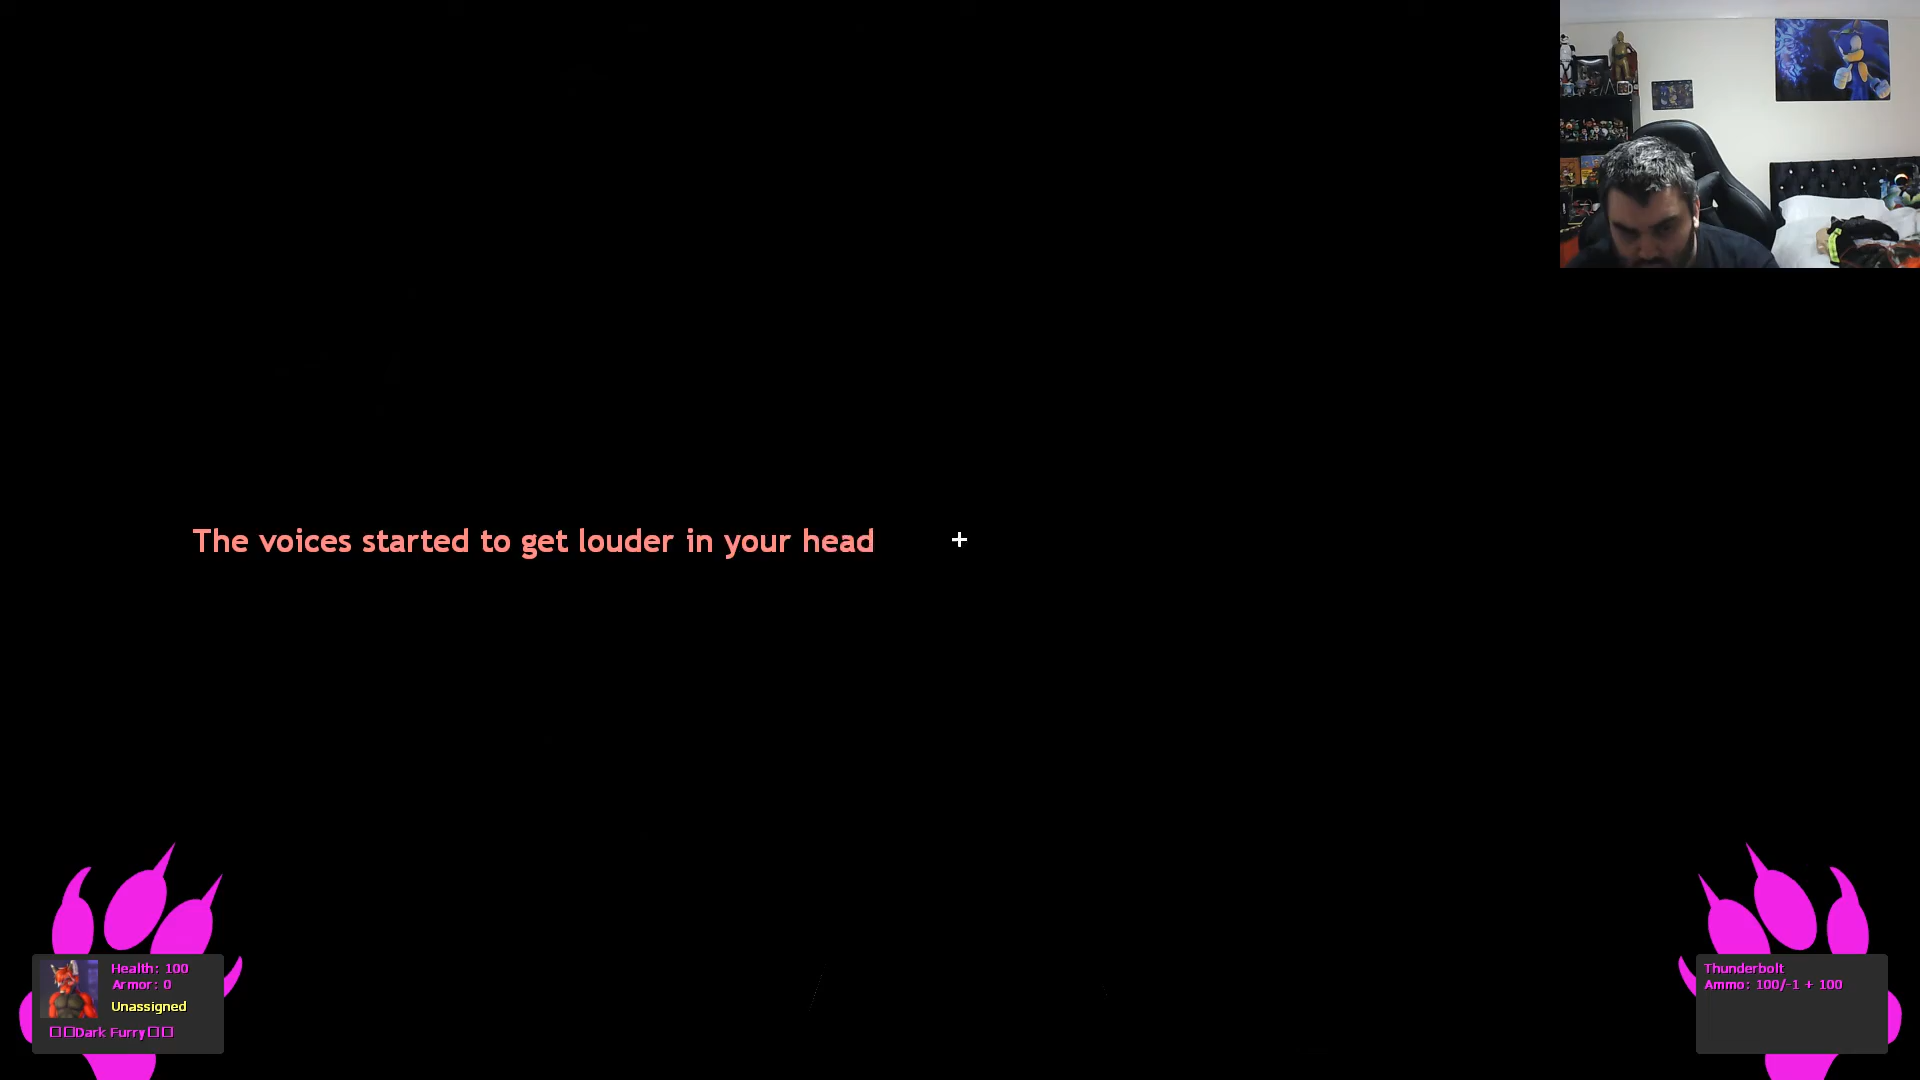 The voices started to get louder in your head
Health: 100
Armor: 0
Unassigned
□□Dark Furry□□
Thunderbolt
Ammo: 100/-1 + 100